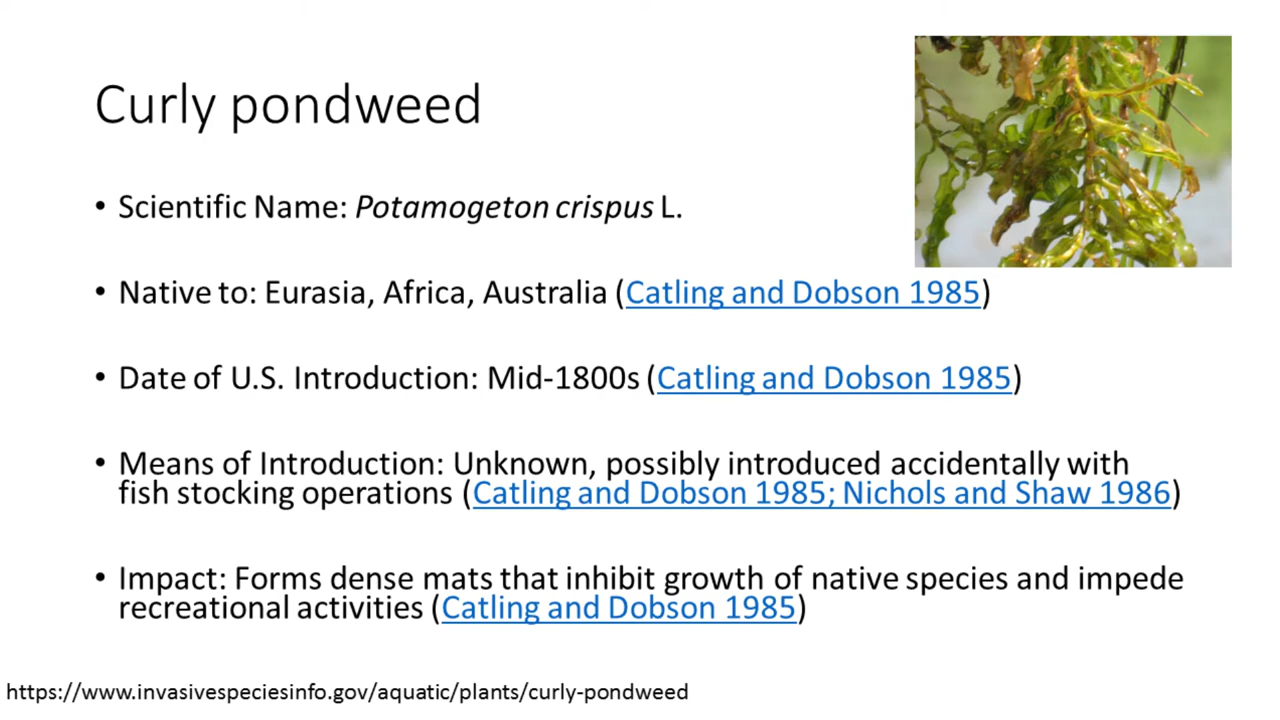 Curly pondweed
• Scientific Name: Potamogeton crispus L.
• Native to: Eurasia, Africa, Australia (Catling and Dobson 1985)
• Date of U.S. Introduction: Mid-1800s (Catling and Dobson 1985)
• Means of Introduction: Unknown, possibly introduced accidentally with
fish stocking operations (Catling and Dobson 1985; Nichols and Shaw 1986)
• Impact: Forms dense mats that inhibit growth of native species and impede
recreational activities (Catling and Dobson 1985)
https://www.invasivespeciesinfo.gov/aquatic/plants/curly-pondweed